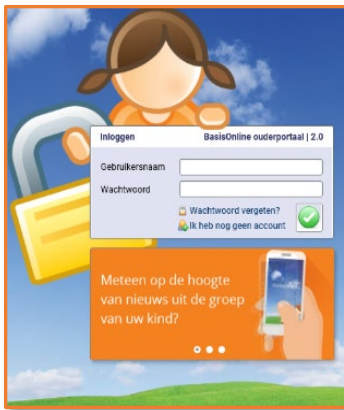 Inloggen BasisOnline ouderportaal | 2.0
Gebruikersnaam
Wachtwoord
Wachtwoord vergeten?
Ik heb nog geen account
Meteen op de hoogte
van nieuws uit de groep
van uw kind?